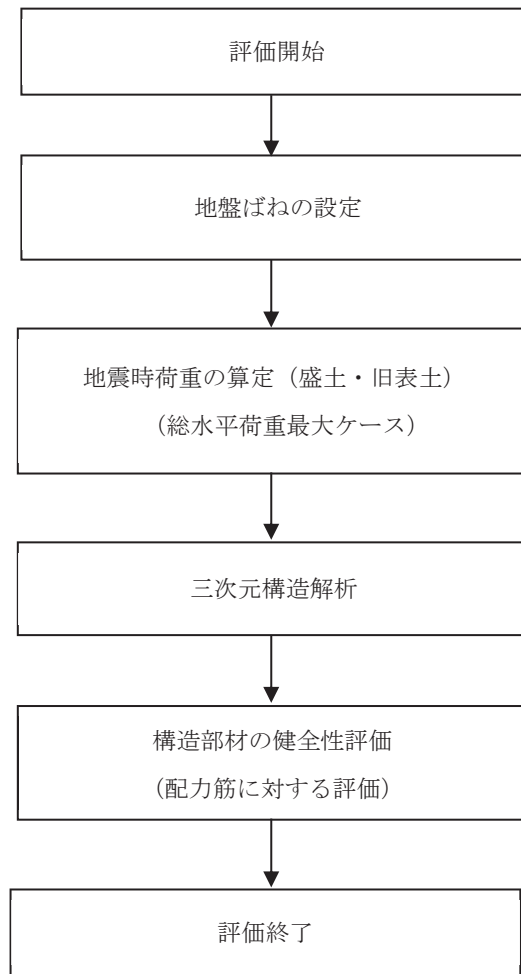 評価開始
地盤ばねの設定
地震時荷重の算定（盛土・旧表土）
（総水平荷重最大ケース）
三次元構造解析
構造部材の健全性評価
（配力筋に対する評価）
評価終了